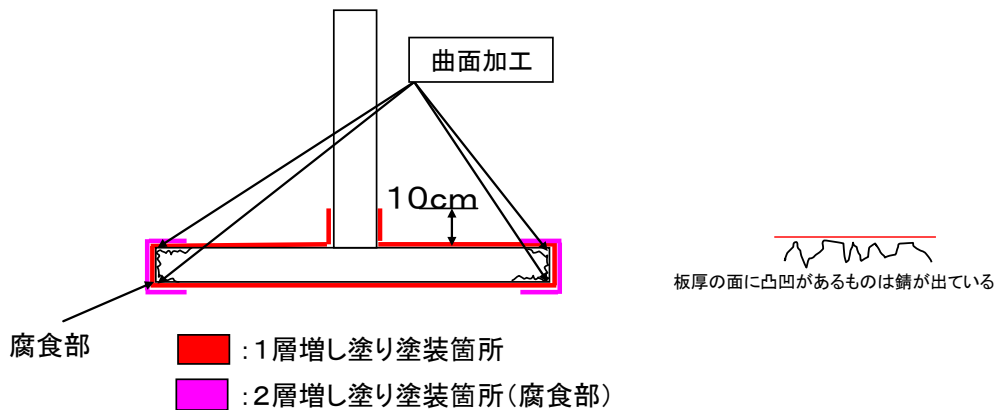 曲面加工
10cm
板厚の面に凸凹があるものは錆が出ている
腐食部
：１層増し塗り塗装箇所
：２層増し塗り塗装箇所（腐食部）